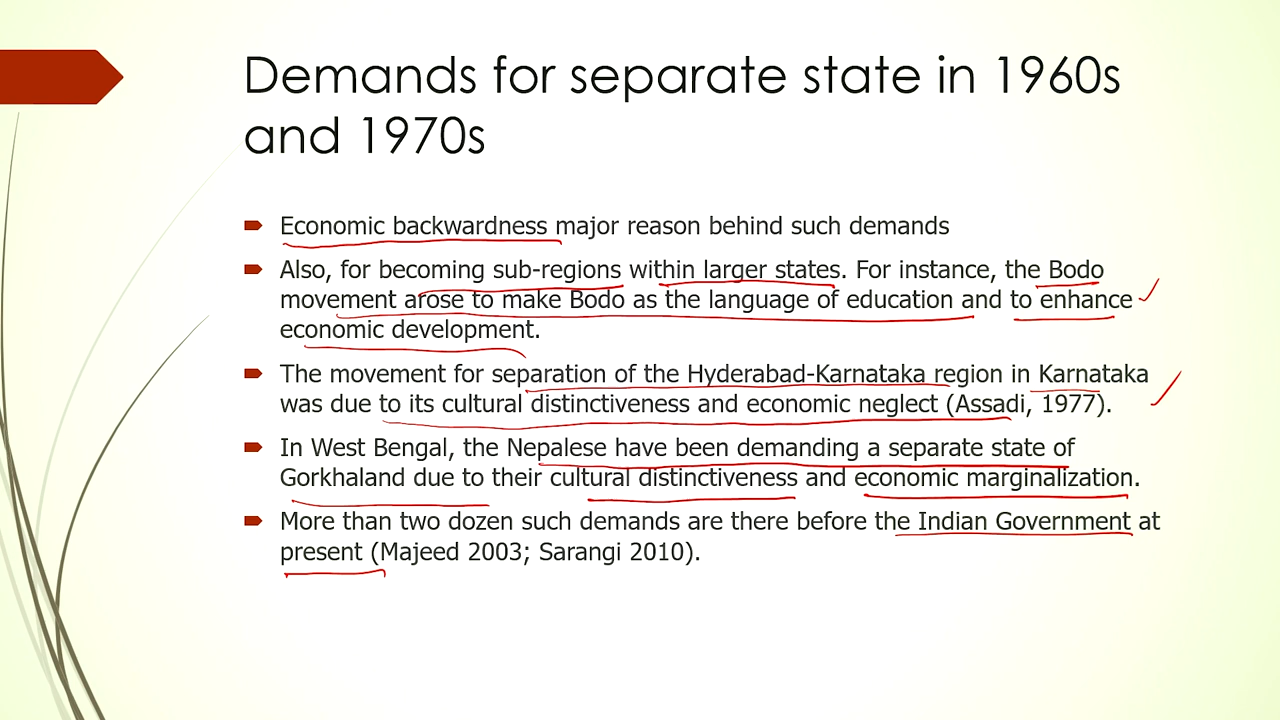 Demands for separate state in 1960s
and 1970s
Economic backwardness major reason behind such demands
Also, for becoming sub-regions within larger states. For instance, the Bodo
movement arose to make Bodo as the language of education and to enhance
economic development.
The movement for separation of the Hyderabad-Karnataka region in Karnataka
was due to its cultural distinctiveness and economic neglect (Assadi, 1977).
In West Bengal, the Nepalese have been demanding a separate state of
Gorkhaland due to their cultural distinctiveness and economic marginalization.
More than two dozen such demands are there before the Indian Government at
present (Majeed 2003; Sarangi 2010).